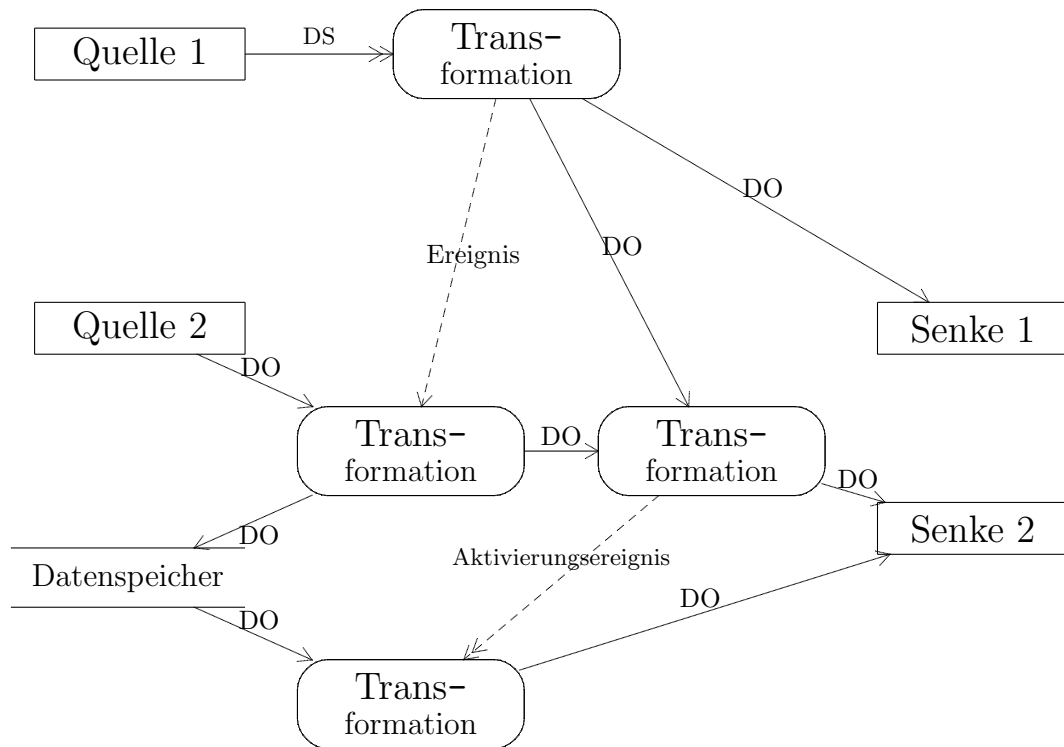 Quelle 1
DS
Trans-
formation
DO
Ereignis
DO
Quelle 2
Senke 1
DO
Trans-
formation
DO
Trans-
formation
DO
Senke 2
DO
Aktivierungsereignis
Datenspeicher
DO
DO
Trans-
formation